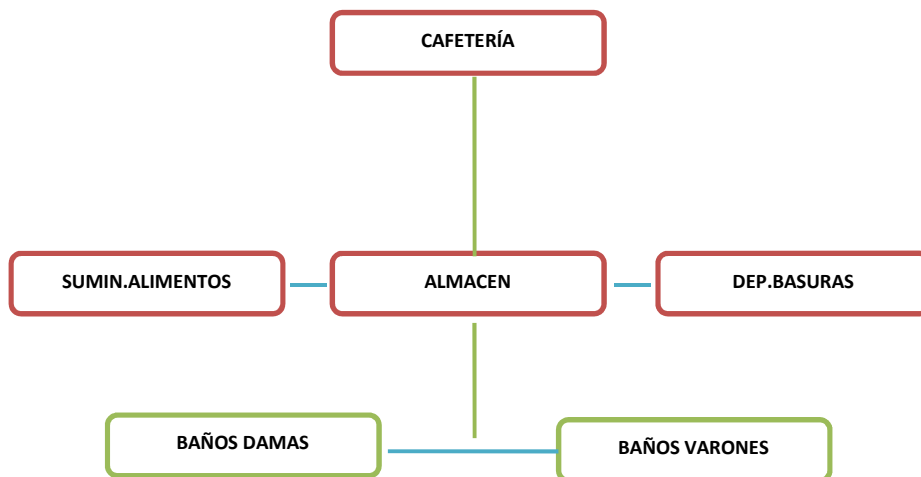 CAFETERÍA
SUMIN.ALIMENTOS
ALMACEN
DEP.BASURAS
BAÑOS DAMAS
BAÑOS VARONES